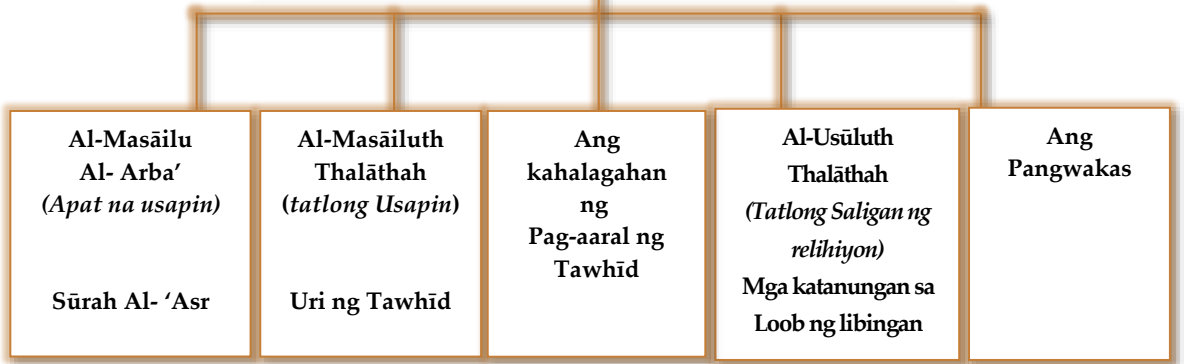 Al-Masāilu
Al- Arba'
(Apat na usapin)
Sūrah Al- 'Asr
Al-Masāiluth
Thalāthah
(tatlong Usapin)
Uri ng Tawhīd
Ang
kahalagahan
ng
Pag-aaral ng
Tawhīd
Al-Usūluth
Thalāthah
(Tatlong Saligan ng
relihiyon)
Mga katanungan sa
Loob ng libingan
Ang
Pangwakas